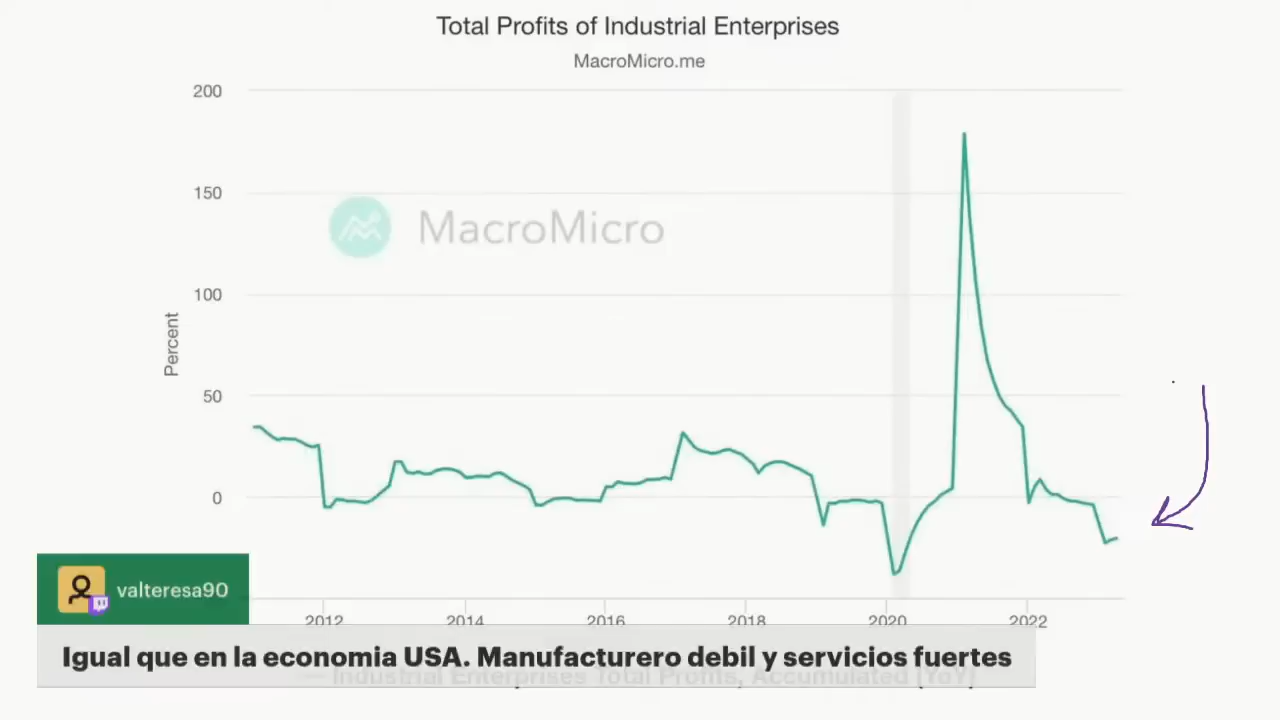 Total Profits of Industrial Enterprises
MacroMicro.me
200
150
100
50
0
Percent
MacroMicro
2012 2014 2016 2018 2020 2022
valteresa90
Igual que en la economia USA. Manufacturero debil y servicios fuertes
Industrial Enterprises Total Profits, Accumulated (YoY)